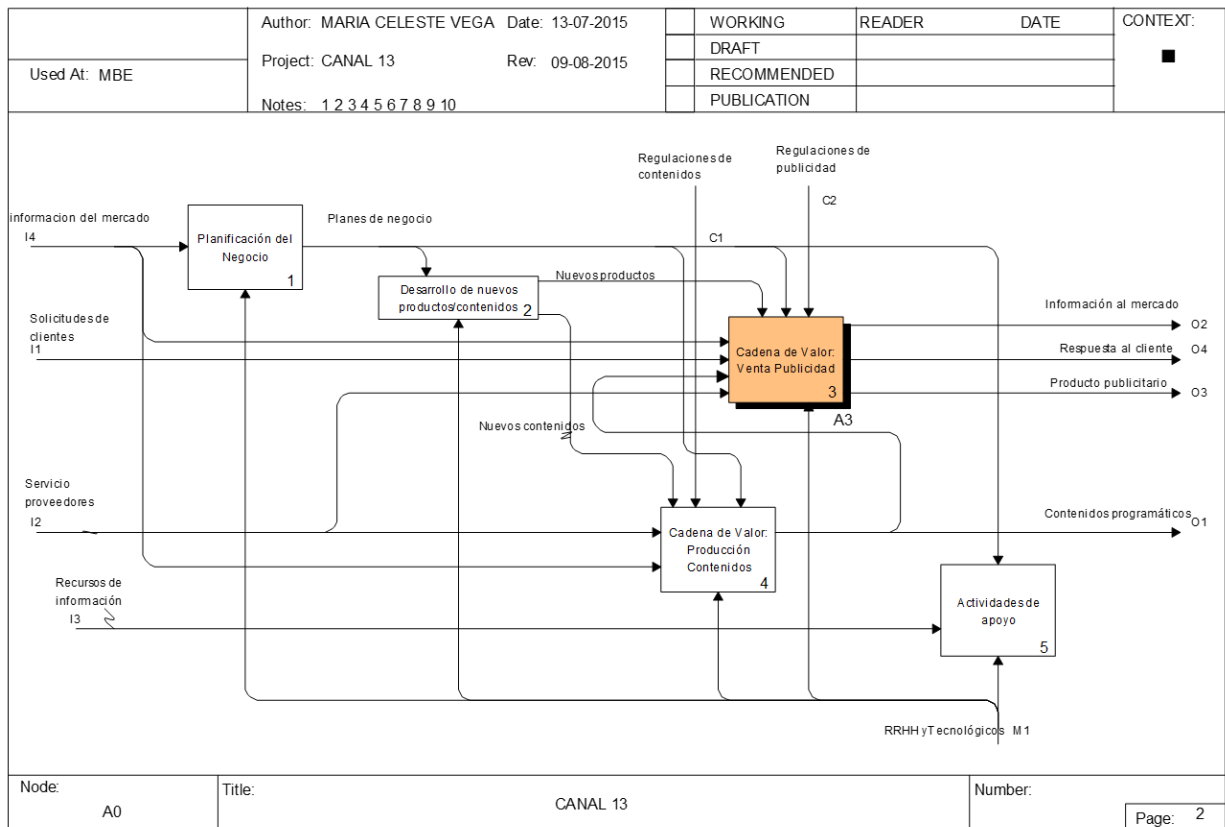 Used At: MBE
Author: MARIA CELESTE VEGA Date: 13-07-2015
Project: CANAL 13 Rev: 09-08-2015
Notes: 1 2 3 4 5 6 7 8 9 10
WORKING
DRAFT
RECOMMENDED
PUBLICATION
READER DATE
CONTEXT:
Regulaciones de
contenidos
Regulaciones de
publicidad
C2
informacion del mercado
I4
Planificación del
Negocio
1
Planes de negocio
C1
Desarrollo de nuevos
productos/contenidos 2
Nuevos productos
Solicitudes de
clientes
I1
Cadena de Valor:
Venta Publicidad
3
A3
Información al mercado
O2
Respuesta al cliente O4
Producto publicitario
O3
Nuevos contenidos
Servicio
proveedores
I2
Cadena de Valor:
Producción
Contenidos
4
Contenidos programáticos O1
Recursos de
información
I3
Actividades de
apoyo
5
RRHH y Tecnológicos M1
Node:
A0
Title:
CANAL 13
Number:
Page: 2